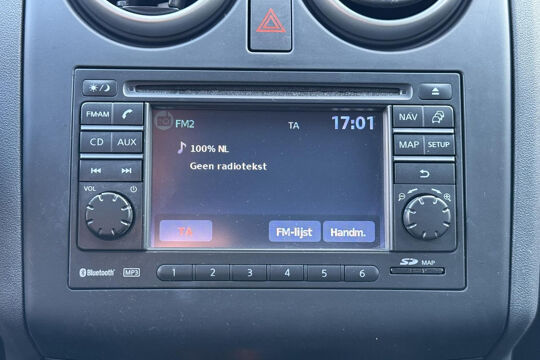 FM2 TA 17:01
100% NL
Geen radiotekst
TA FM-lijst Handm.
FM·AM
CD AUX
VOL
NAV
MAP SETUP
Bluetooth® MP3 1 2 3 4 5 6 SD MAP